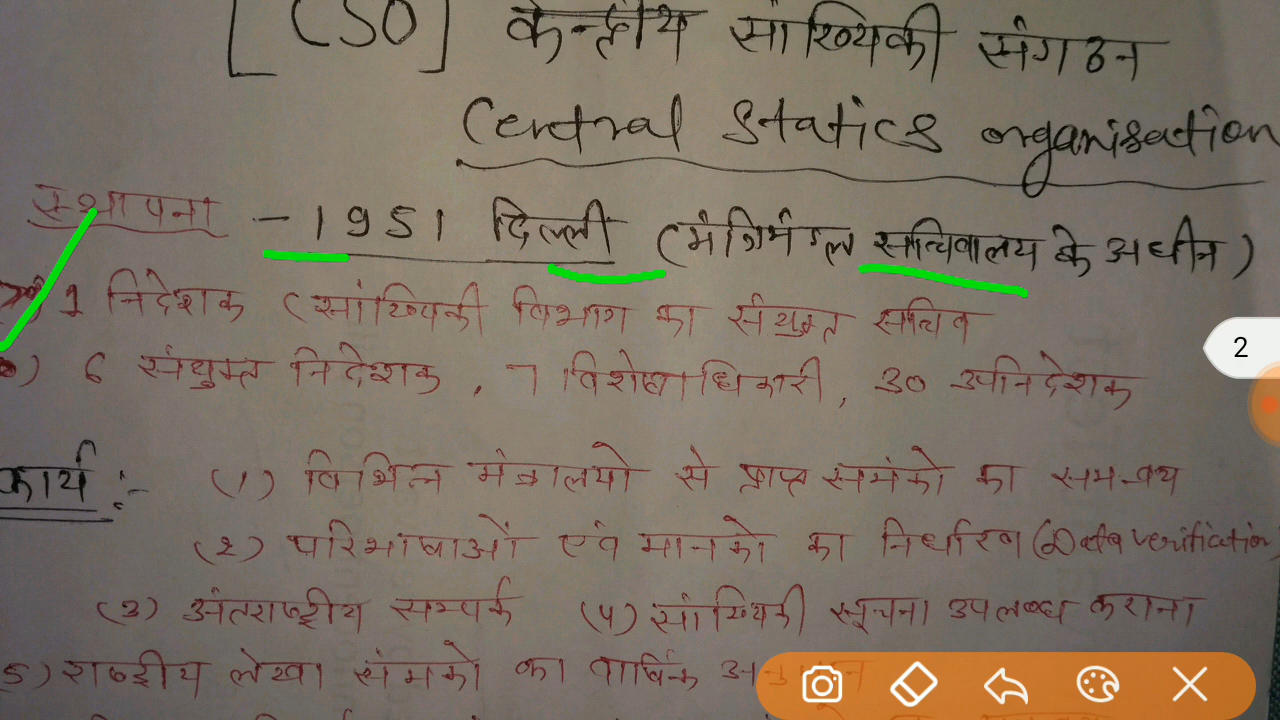 [CSO] केन्द्रीय सांख्यिकी संगठन
Central Statics organisation
स्थापना - 1951 दिल्ली (मंत्रिमंडल सचिवालय के अधीन)
1 निदेशक (सांख्यिकी विभाग का संयुक्त सचिव
6 संयुक्त निदेशक, 7 विशेषाधिकारी, 30 उपनिदेशक
2
कार्य :- (1) विभिन्न मंत्रालयो से प्राप्त समंको का समन्वय
(2) परिभाषाओं एवं मानको का निर्धारण (Data verification
(3) अंतराष्ट्रीय सम्पर्क (4) सांख्यिकी सूचना उपलब्ध कराना
5) राष्ट्रीय लेखा संमको का वार्षिक